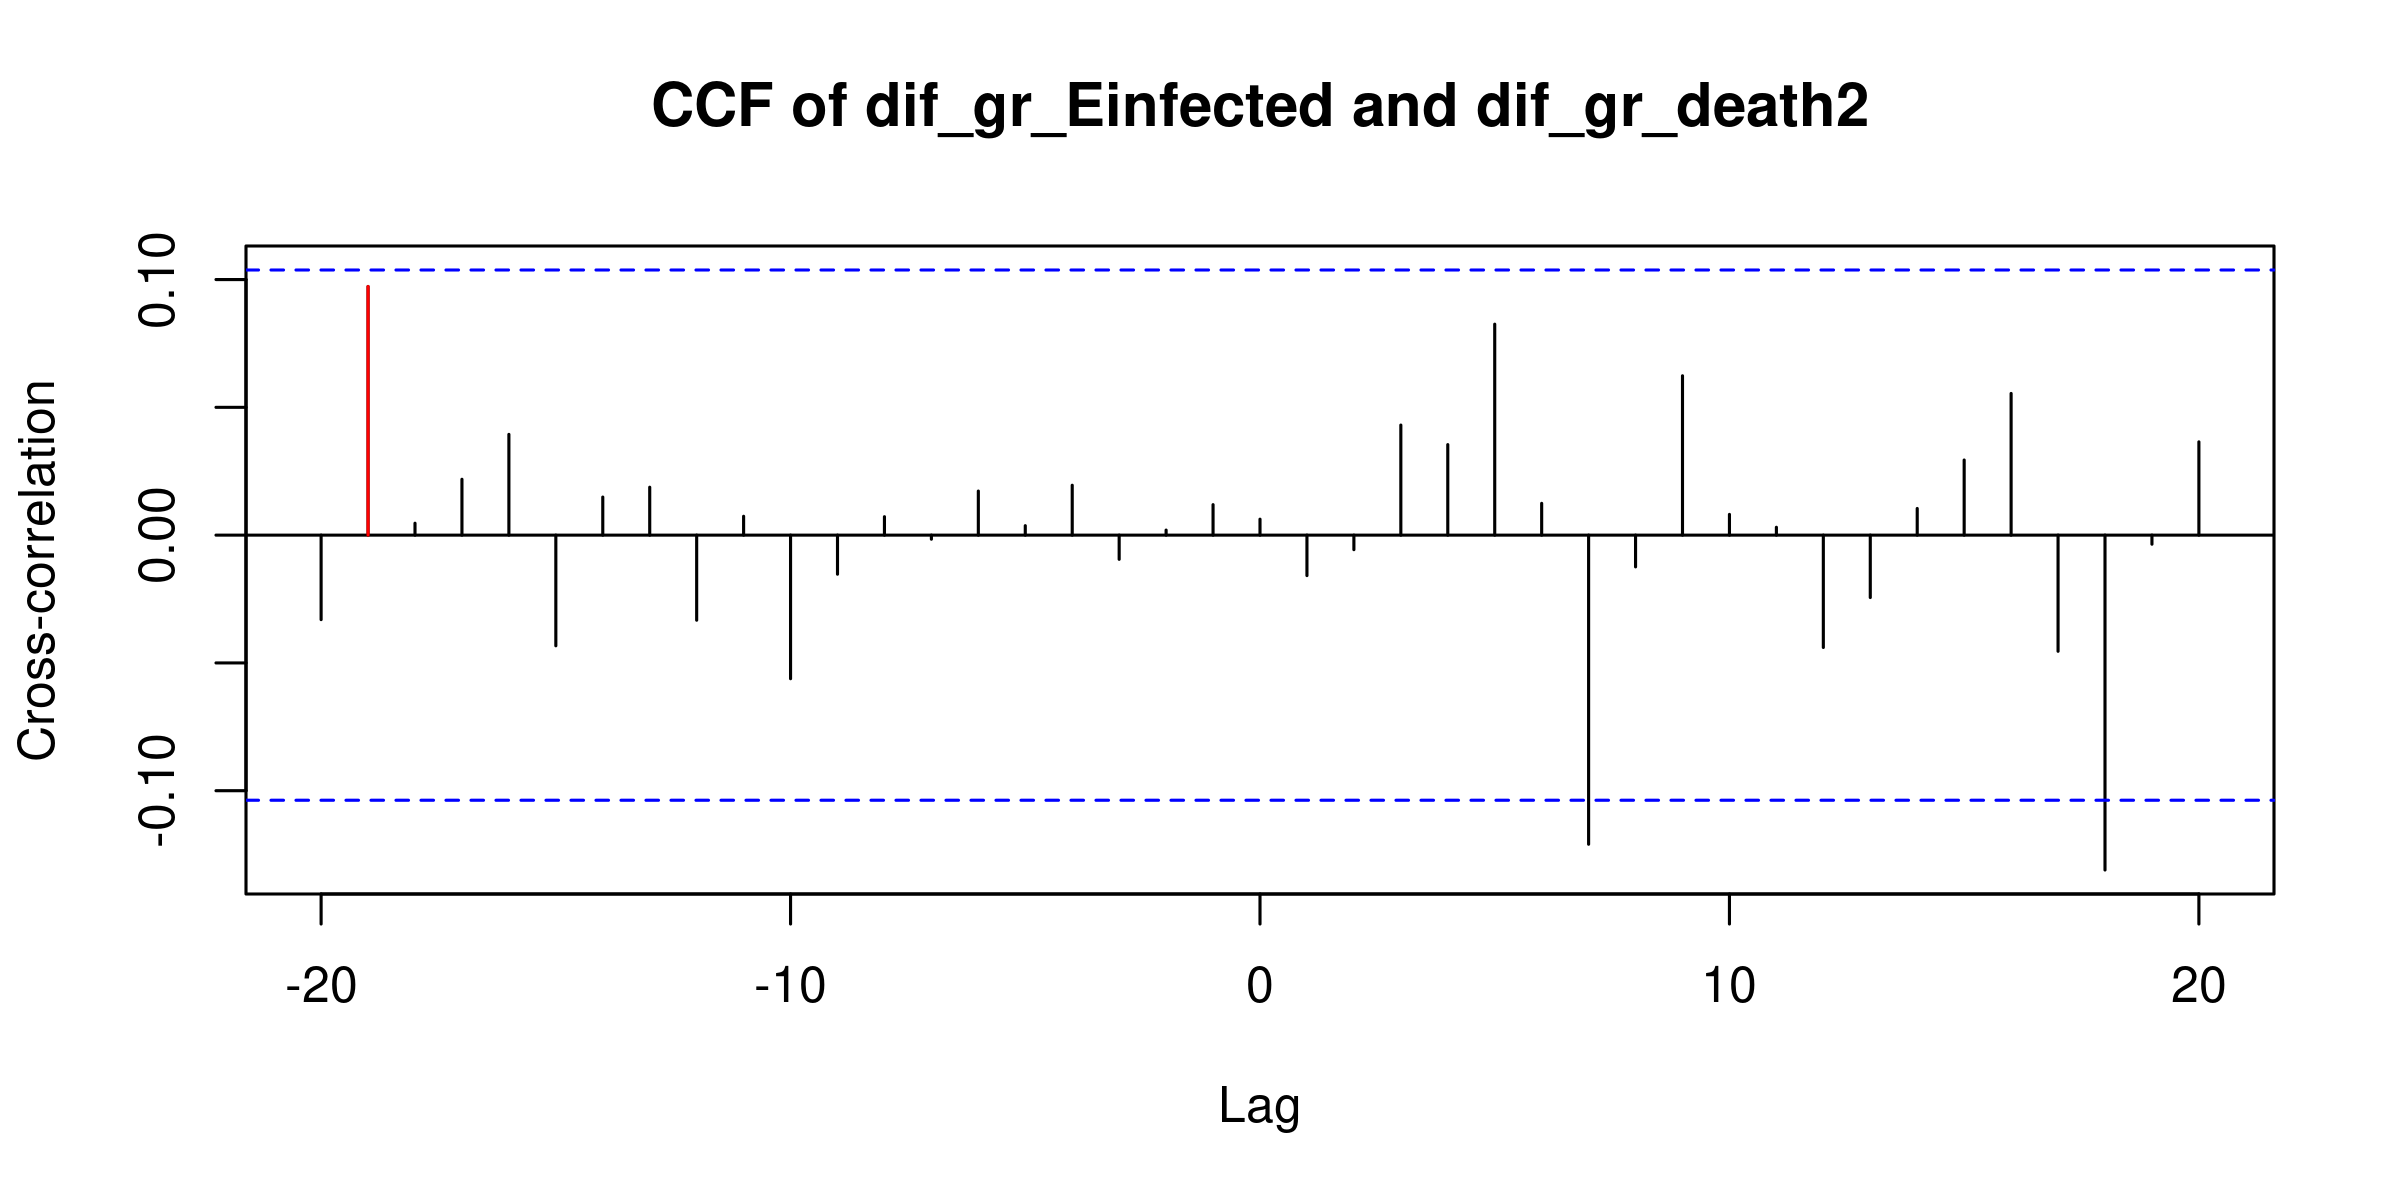 CCF of dif_gr_Einfected and dif_gr_death2
Cross-correlation
0.10
0.00
-0.10
-20
-10
0
10
20
Lag